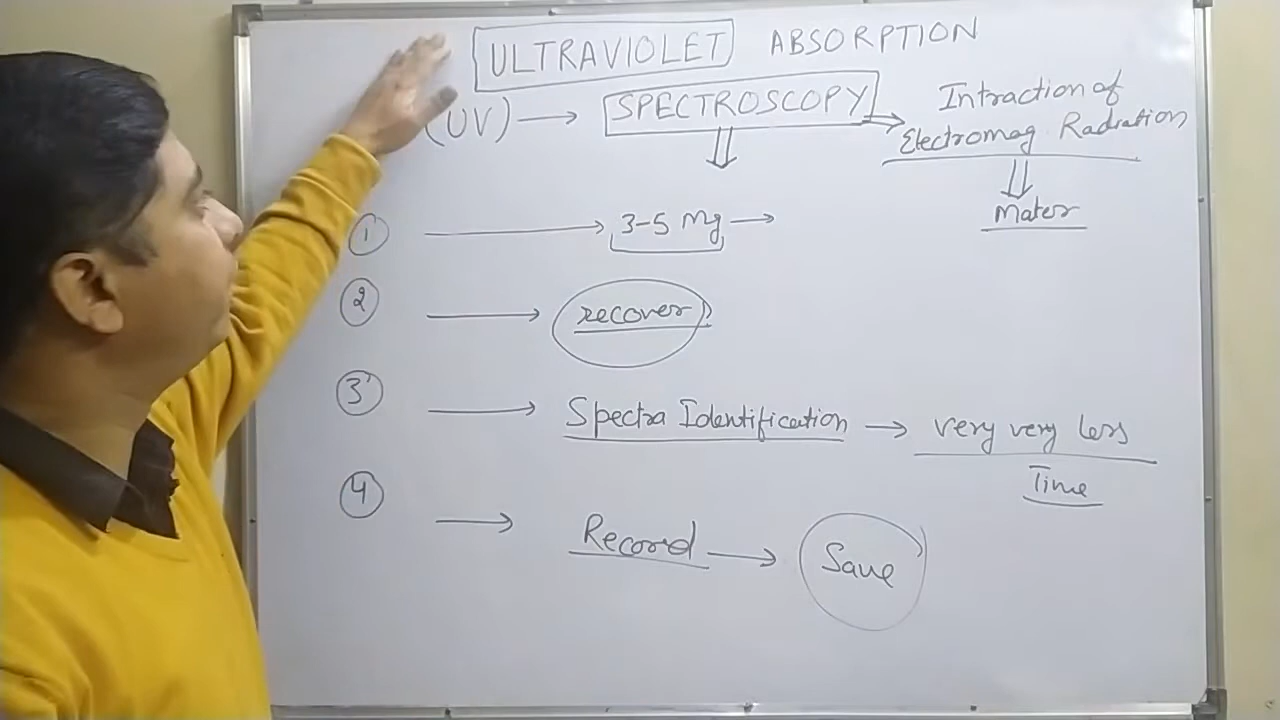 ULTRAVIOLET ABSORPTION
(UV) → SPECTROSCOPY → Intraction of
Electromag. Radiation
Mater
① → 3-5 Mg →
② → recover
③ → Spectra Identification → very very less
Time
④ → Record → Save